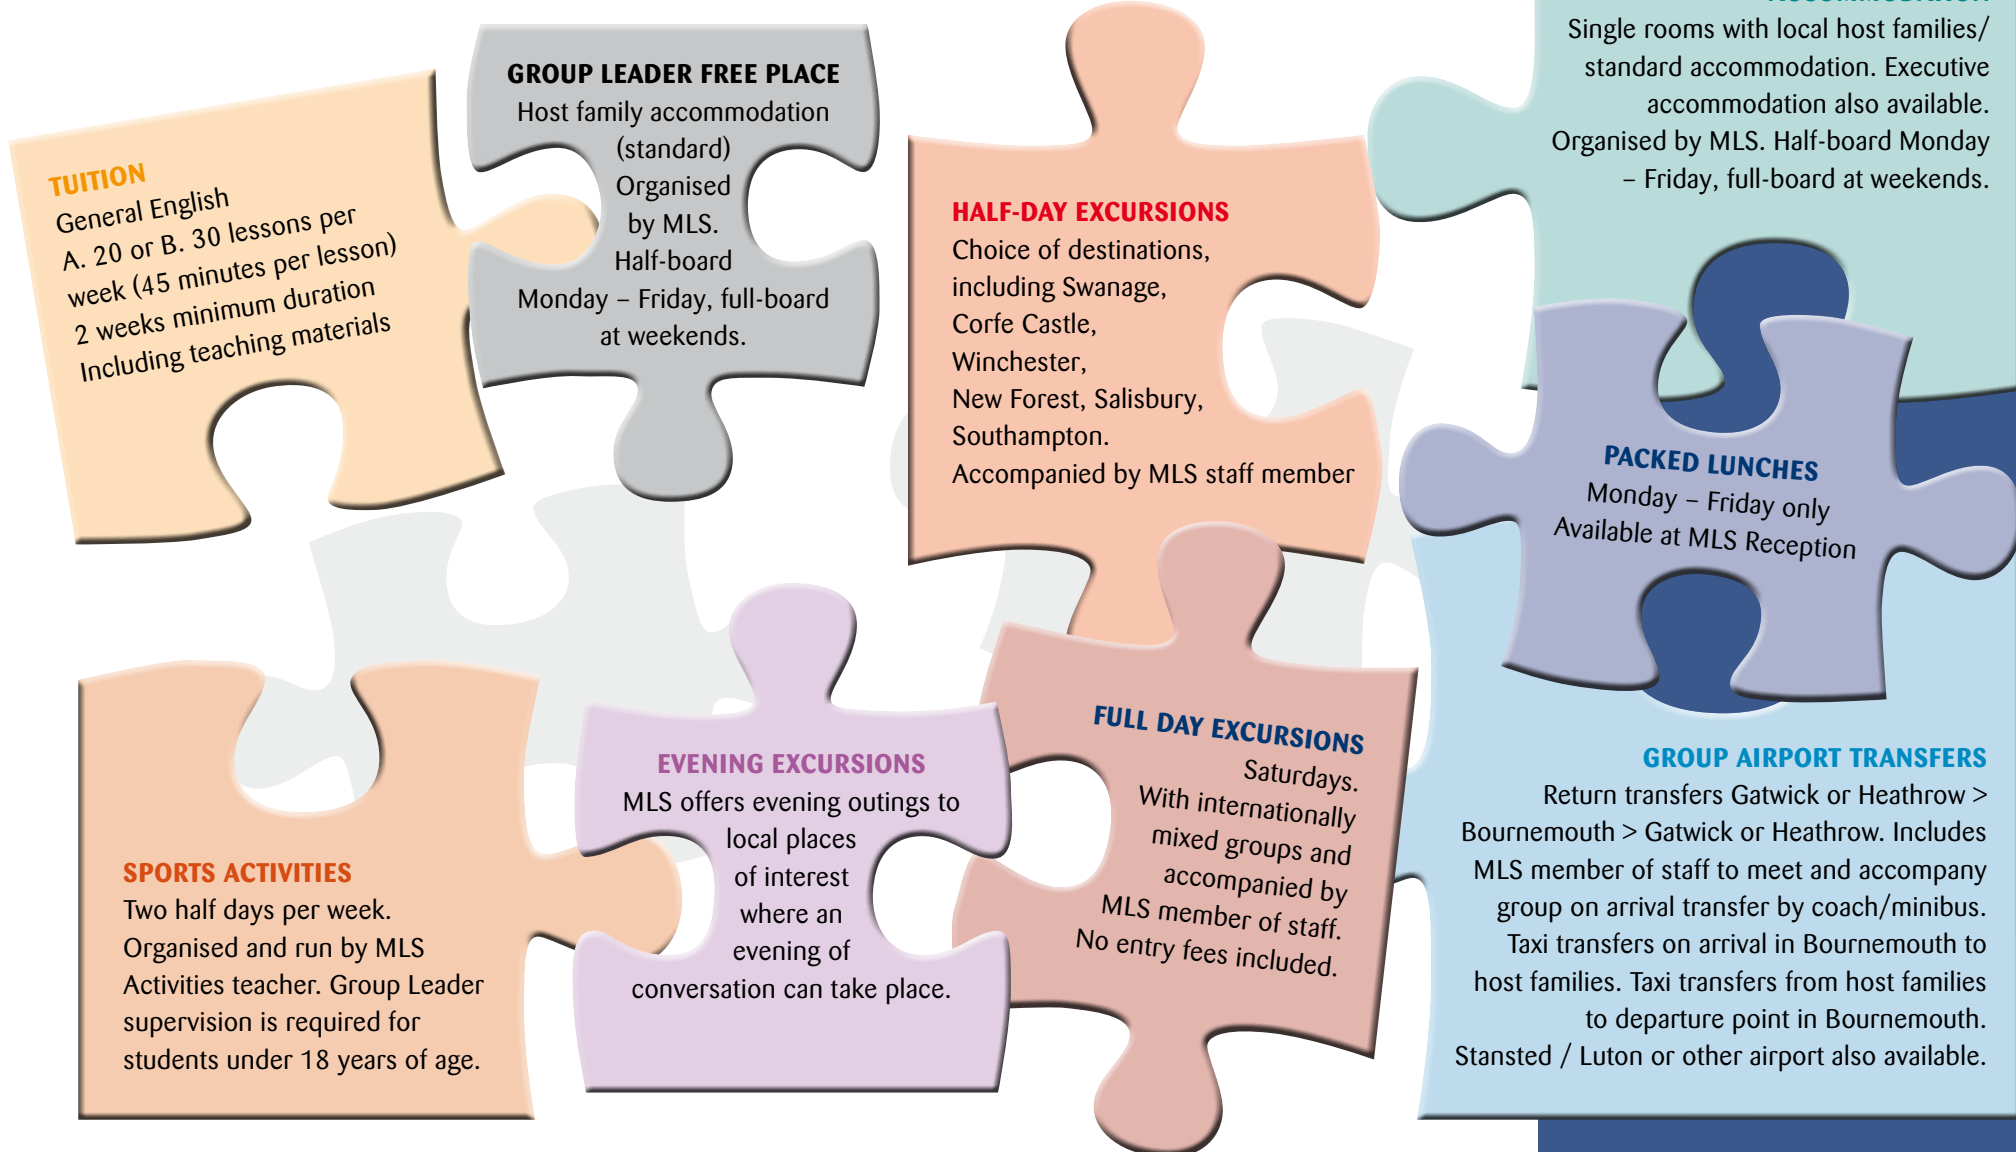 TUITION
General English
A. 20 or B. 30 lessons per
week (45 minutes per lesson)
2 weeks minimum duration
Including teaching materials
GROUP LEADER FREE PLACE
Host family accommodation
(standard)
Organised
by MLS.
Half-board
Monday – Friday, full-board
at weekends.
HALF-DAY EXCURSIONS
Choice of destinations,
including Swanage,
Corfe Castle,
Winchester,
New Forest, Salisbury,
Southampton.
Accompanied by MLS staff member
Single rooms with local host families/
standard accommodation. Executive
accommodation also available.
Organised by MLS. Half-board Monday
– Friday, full-board at weekends.
PACKED LUNCHES
Monday – Friday only
Available at MLS Reception
SPORTS ACTIVITIES
Two half days per week.
Organised and run by MLS
Activities teacher. Group Leader
supervision is required for
students under 18 years of age.
EVENING EXCURSIONS
MLS offers evening outings to
local places
of interest
where an
evening of
conversation can take place.
FULL DAY EXCURSIONS
Saturdays.
With internationally
mixed groups and
accompanied by
MLS member of staff.
No entry fees included.
GROUP AIRPORT TRANSFERS
Return transfers Gatwick or Heathrow >
Bournemouth > Gatwick or Heathrow. Includes
MLS member of staff to meet and accompany
group on arrival transfer by coach/minibus.
Taxi transfers on arrival in Bournemouth to
host families. Taxi transfers from host families
to departure point in Bournemouth.
Stansted / Luton or other airport also available.